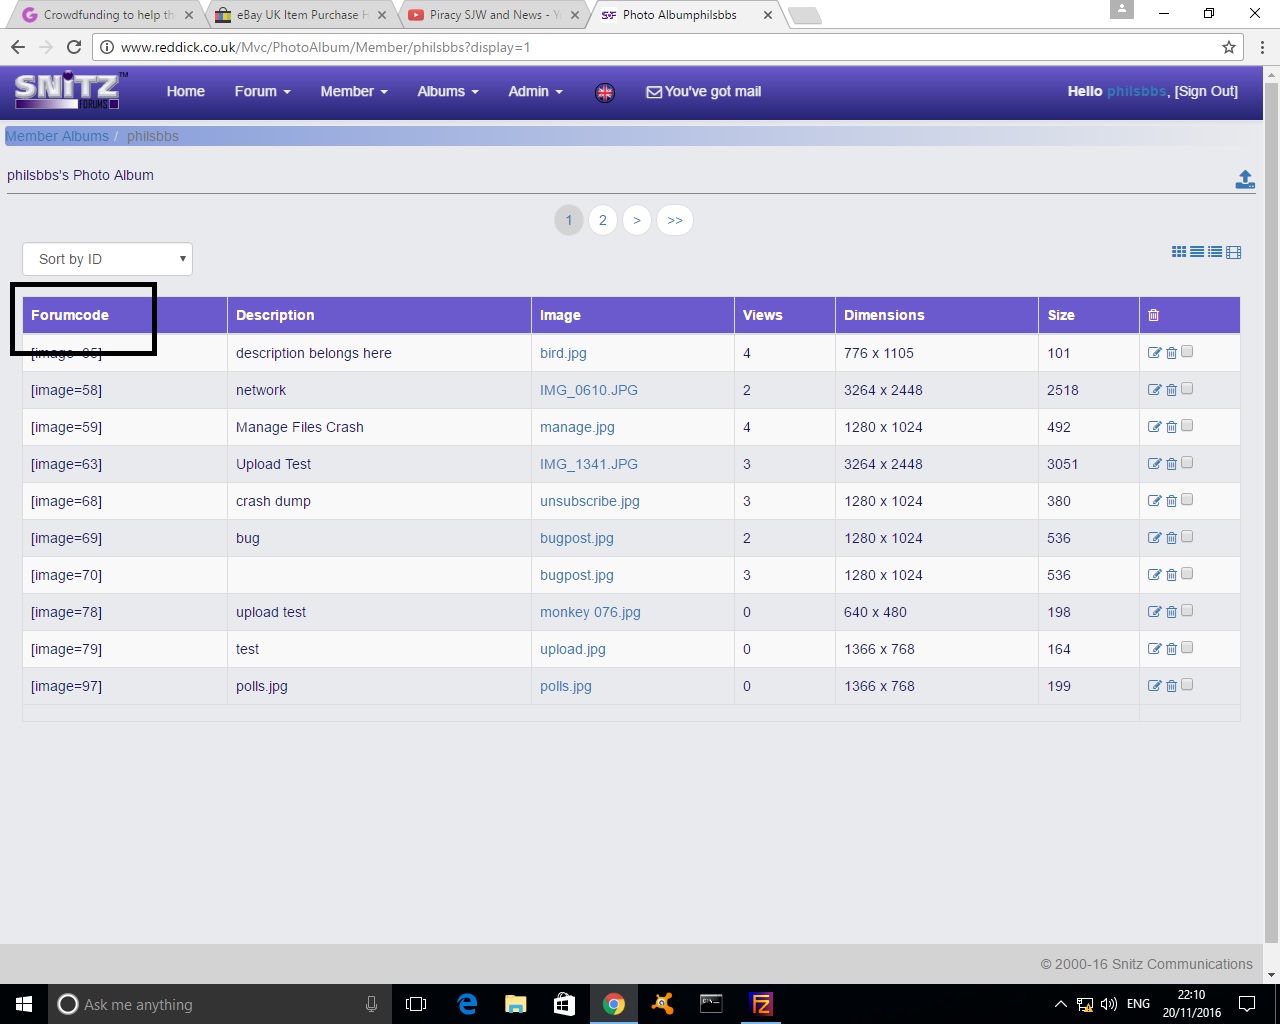 Crowdfunding to help th
eBay UK Item Purchase H
Piracy SJW and News - Y
Photo Albumphilsbbs
www.reddick.co.uk/Mvc/PhotoAlbum/Member/philsbbs?display=1
SNiTZ™ FORUMS
Home Forum Member Albums Admin You've got mail Hello philsbbs, [Sign Out]
Member Albums / philsbbs
philsbbs's Photo Album
1 2 > >>
Sort by ID
Forumcode Description Image Views Dimensions Size
description belongs here bird.jpg 4 776 x 1105 101
[image=58] network IMG_0610.JPG 2 3264 x 2448 2518
[image=59] Manage Files Crash manage.jpg 4 1280 x 1024 492
[image=63] Upload Test IMG_1341.JPG 3 3264 x 2448 3051
[image=68] crash dump unsubscribe.jpg 3 1280 x 1024 380
[image=69] bug bugpost.jpg 2 1280 x 1024 536
[image=70] bugpost.jpg 3 1280 x 1024 536
[image=78] upload test monkey 076.jpg 0 640 x 480 198
[image=79] test upload.jpg 0 1366 x 768 164
[image=97] polls.jpg polls.jpg 0 1366 x 768 199
© 2000-16 Snitz Communications
Ask me anything
ENG
22:10
20/11/2016